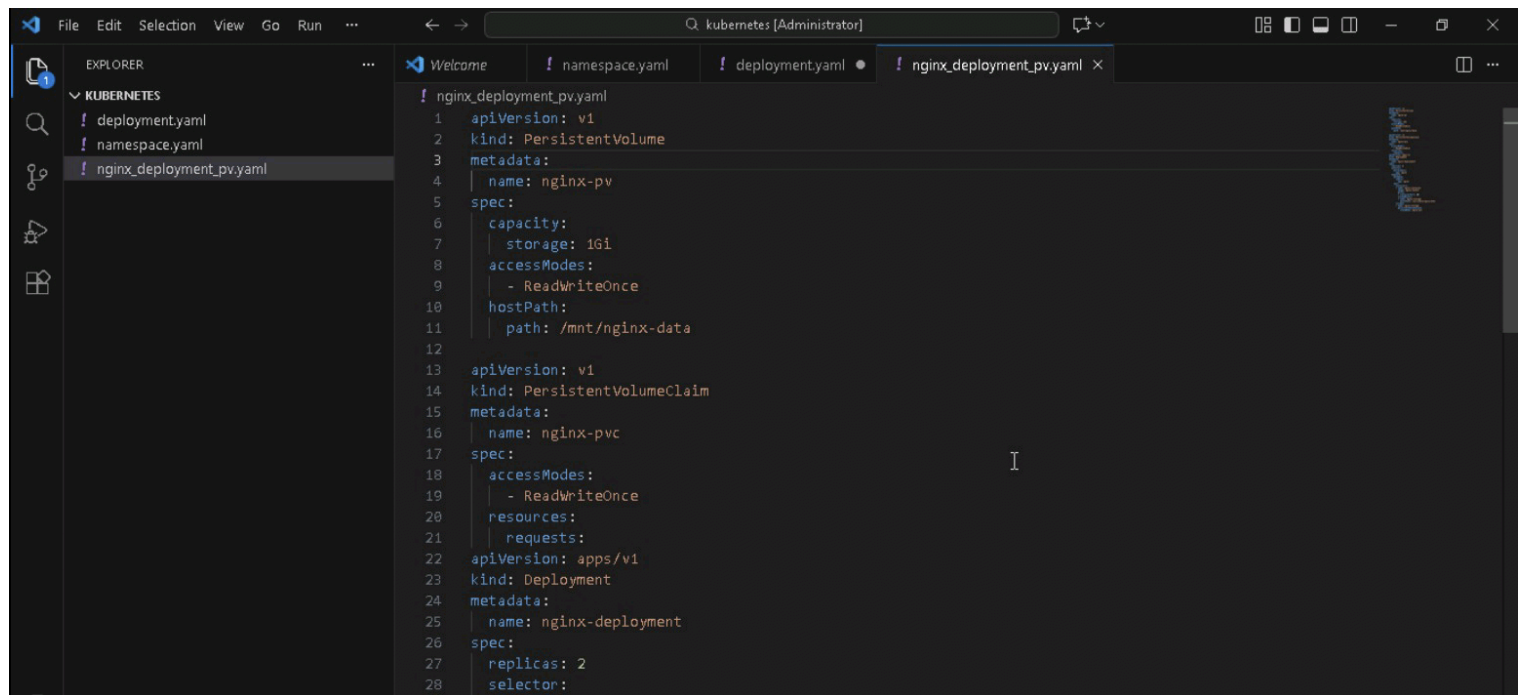 File Edit Selection View Go Run ··· kubernetes [Administrator]
EXPLORER ···
KUBERNETES
! deployment.yaml
! namespace.yaml
! nginx_deployment_pv.yaml
1
Welcome ! namespace.yaml ! deployment.yaml ● ! nginx_deployment_pv.yaml × ···
! nginx_deployment_pv.yaml
1 apiVersion: v1
2 kind: PersistentVolume
3 metadata:
4   name: nginx-pv
5 spec:
6   capacity:
7     storage: 1Gi
8   accessModes:
9     - ReadWriteOnce
10   hostPath:
11     path: /mnt/nginx-data
12
13 apiVersion: v1
14 kind: PersistentVolumeClaim
15 metadata:
16   name: nginx-pvc
17 spec:
18   accessModes:
19     - ReadWriteOnce
20   resources:
21     requests:
22 apiVersion: apps/v1
23 kind: Deployment
24 metadata:
25   name: nginx-deployment
26 spec:
27   replicas: 2
28   selector: